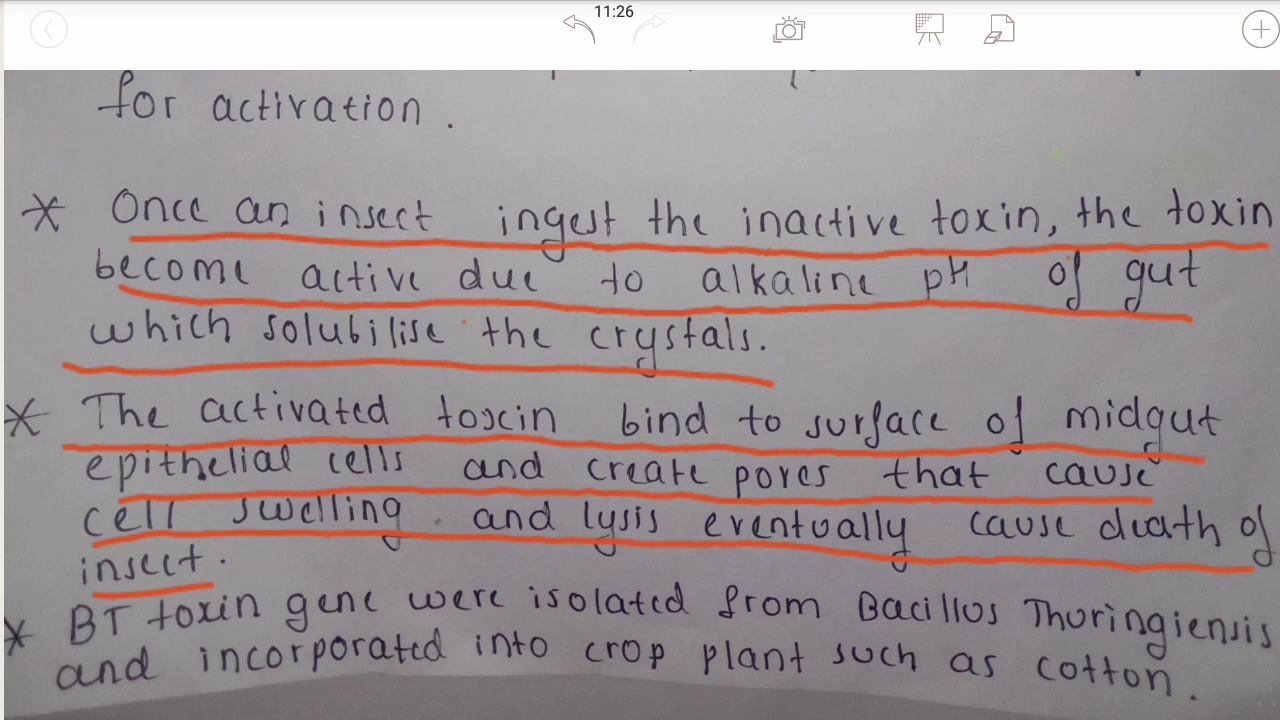 11:26
for activation.
* Once an insect ingest the inactive toxin, the toxin
become active due to alkaline pH of gut
which solubilise the crystals.
* The activated toxin bind to surface of midgut
epithelial cells and create pores that cause
cell swelling and lysis eventually cause death of
insect.
* BT toxin gene were isolated from Bacillus Thuringiensis
and incorporated into crop plant such as cotton.